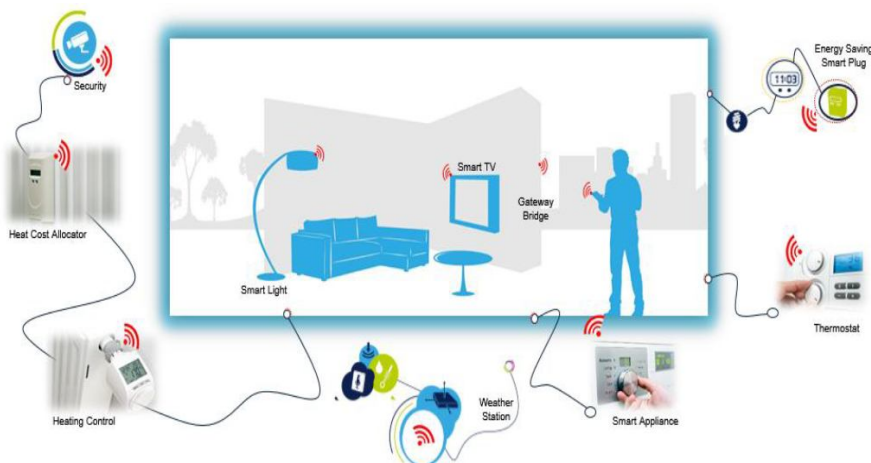 Security
Energy Saving
Smart Plug
11:03
Smart TV
Gateway
Bridge
Heat Cost Allocator
Smart Light
Thermostat
Weather
Station
Heating Control
Smart Appliance